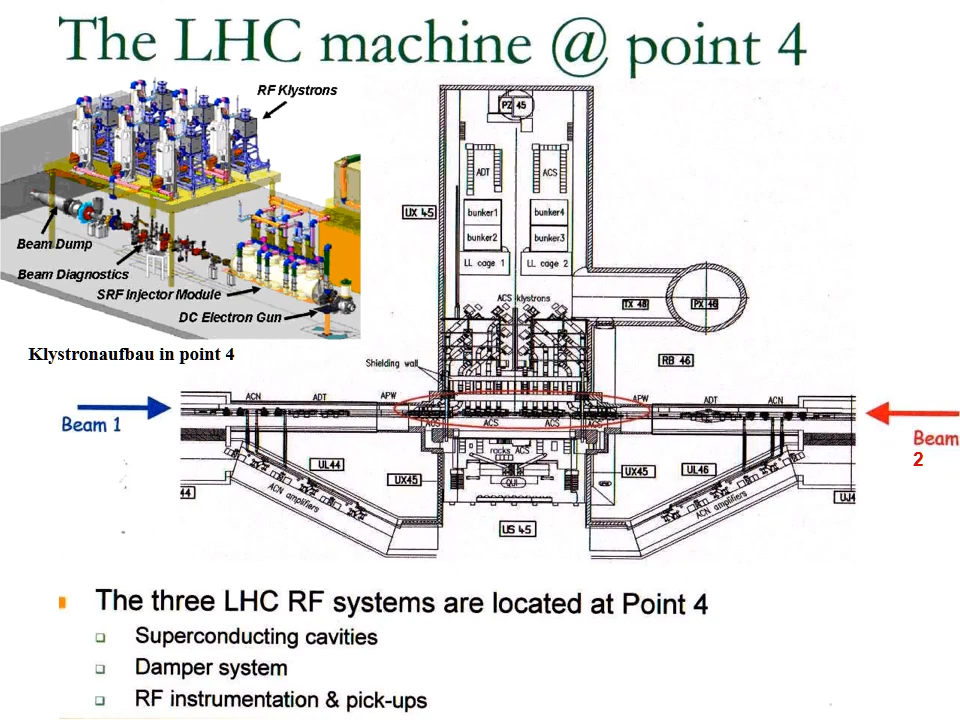 The LHC machine @ point 4
RF Klystrons
Beam Dump
Beam Diagnostics
SRF Injector Module
DC Electron Gun
Klystronaufbau in point 4
PZ 45
ADT
ACS
UX 45
bunker1
bunker4
bunker2
bunker3
LL cage 1
LL cage 2
ACS klystrons
TX 46
PX 46
Shielding wall
RB 46
ACN
ADT
APW
APW
ADT
ACN
Beam 1
ACS
ACS
ACS
ACS
Beam
2
racks ACS
UL44
UX45
QUI
UX45
UL46
44
ACN amplifiers
ACN amplifiers
UJ4
US 45
The three LHC RF systems are located at Point 4
Superconducting cavities
Damper system
RF instrumentation & pick-ups